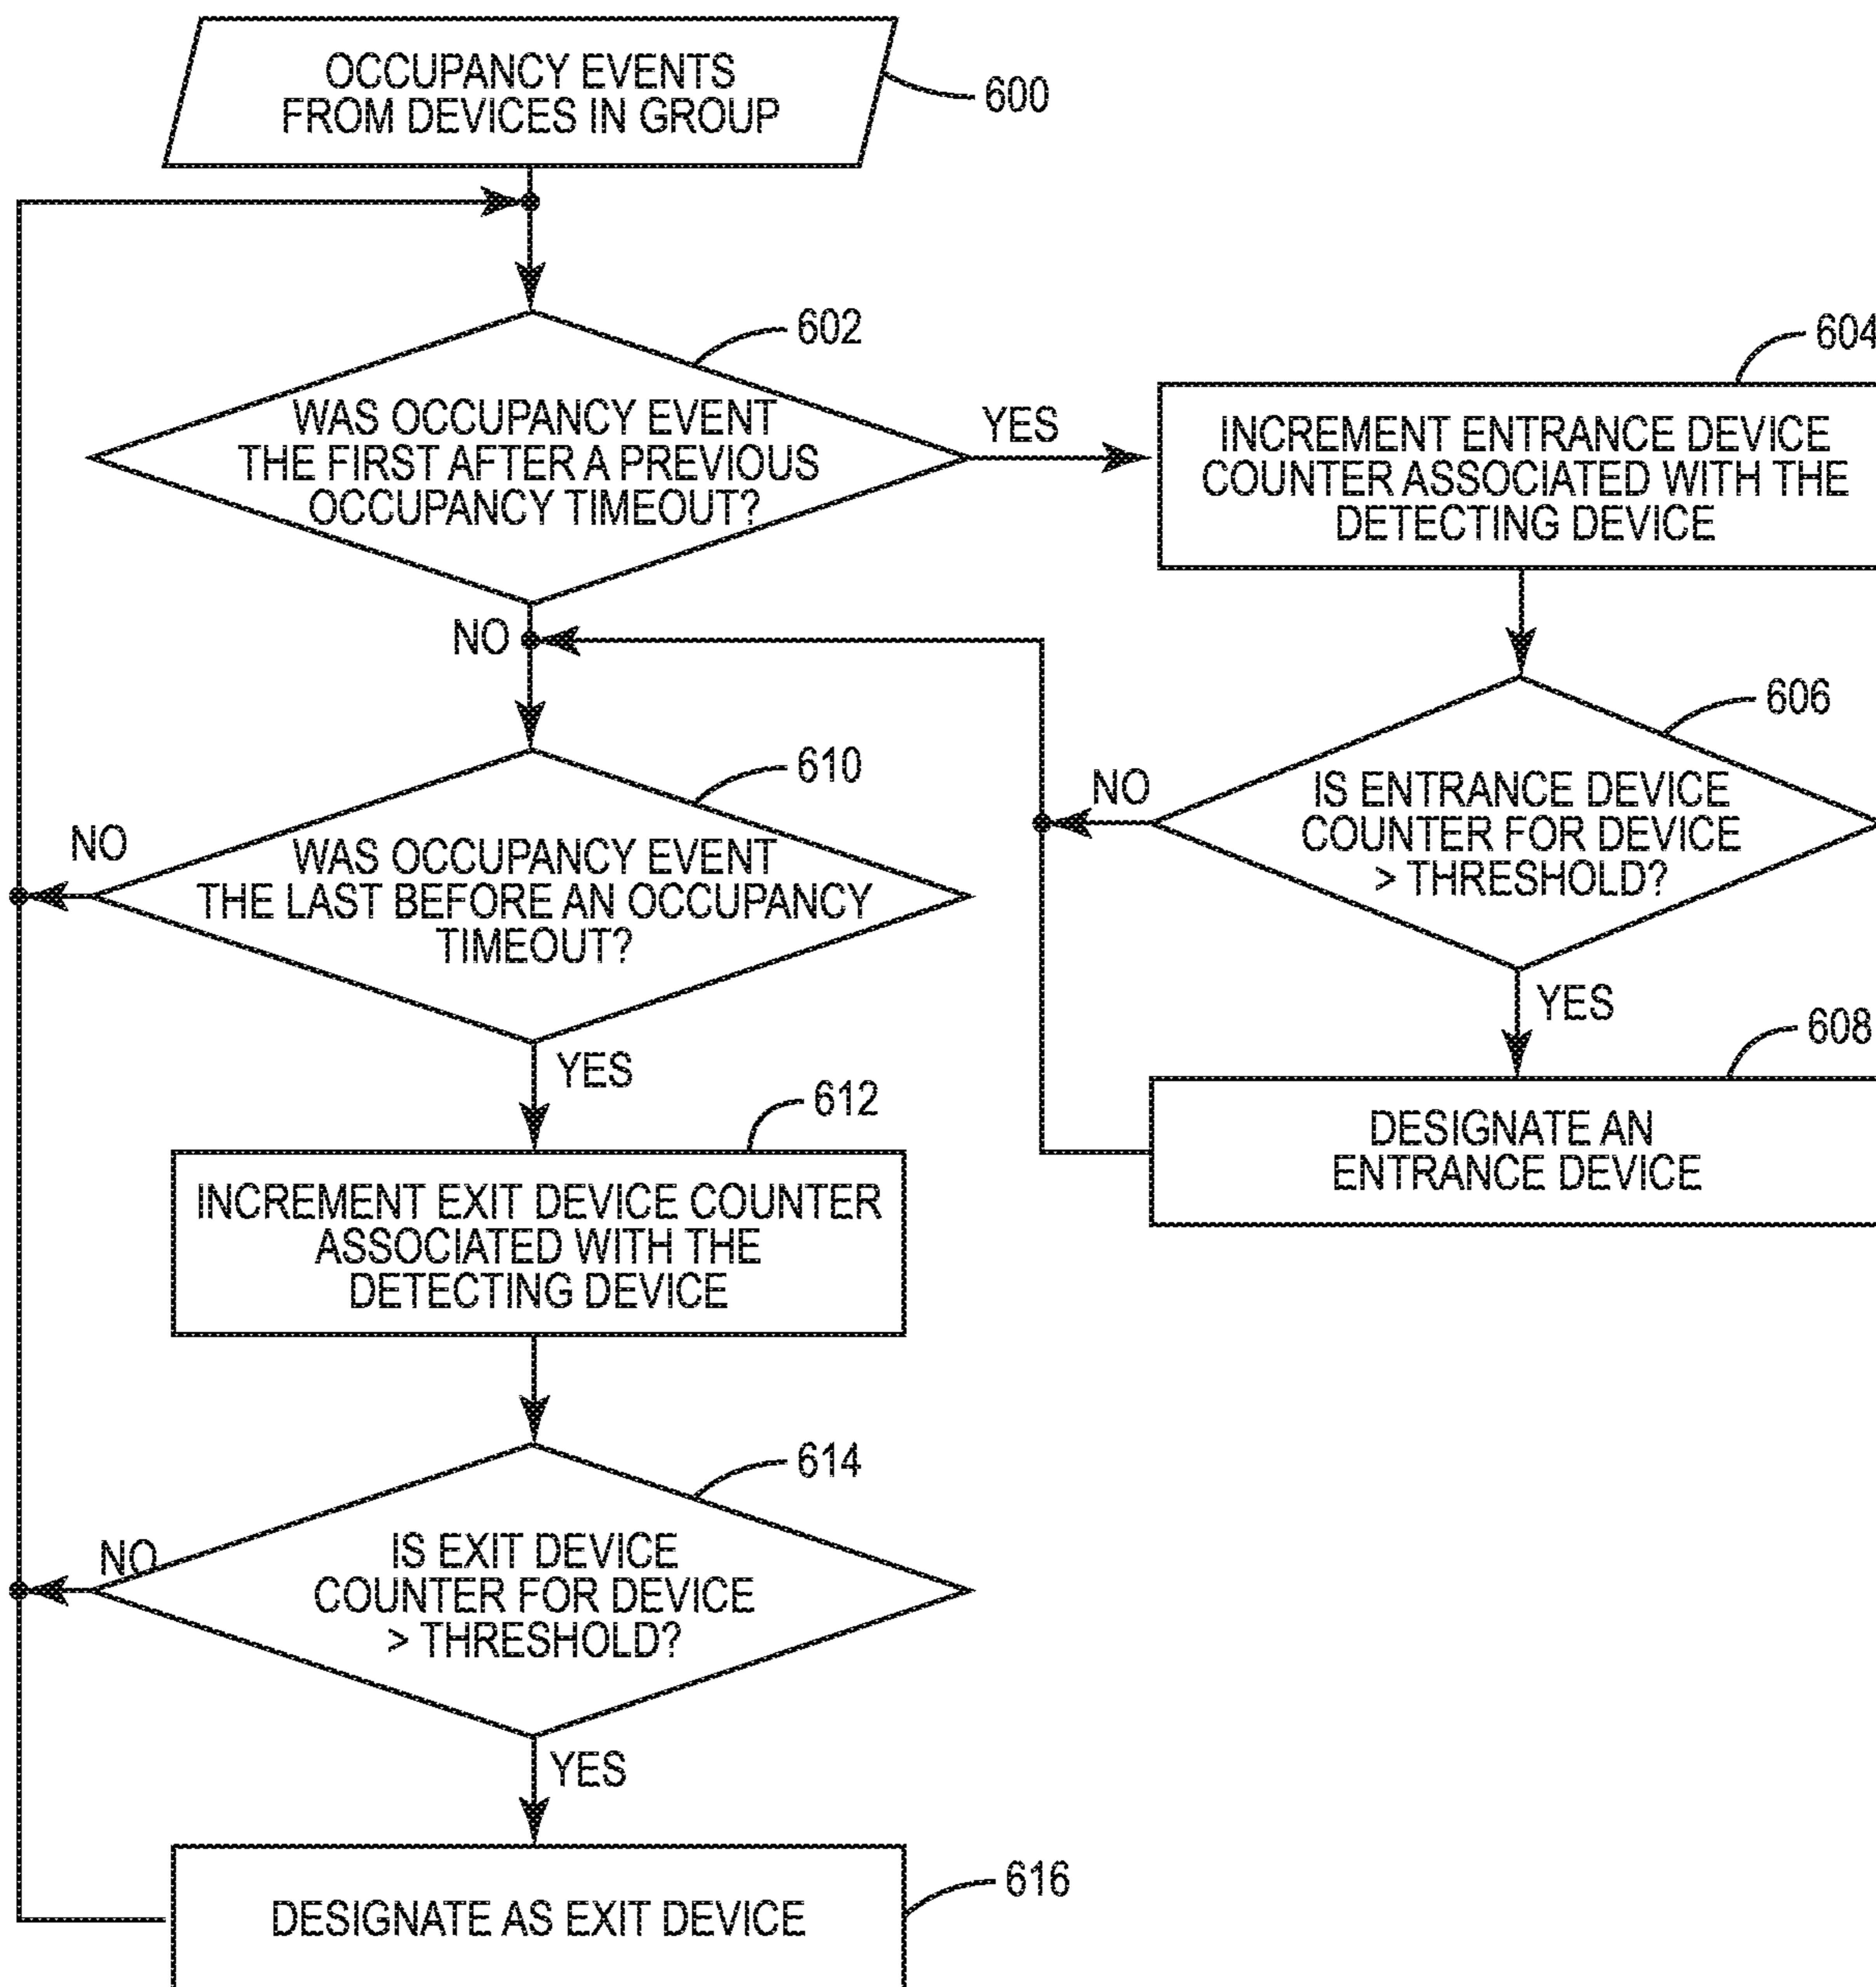 OCCUPANCY EVENTS
FROM DEVICES IN GROUP
600
602
WAS OCCUPANCY EVENT
THE FIRST AFTER A PREVIOUS
OCCUPANCY TIMEOUT?
YES
604
INCREMENT ENTRANCE DEVICE
COUNTER ASSOCIATED WITH THE
DETECTING DEVICE
NO
606
IS ENTRANCE DEVICE
COUNTER FOR DEVICE
> THRESHOLD?
NO
YES
608
DESIGNATE AN
ENTRANCE DEVICE
610
WAS OCCUPANCY EVENT
THE LAST BEFORE AN OCCUPANCY
TIMEOUT?
NO
YES
612
INCREMENT EXIT DEVICE COUNTER
ASSOCIATED WITH THE
DETECTING DEVICE
614
IS EXIT DEVICE
COUNTER FOR DEVICE
> THRESHOLD?
NO
YES
616
DESIGNATE AS EXIT DEVICE